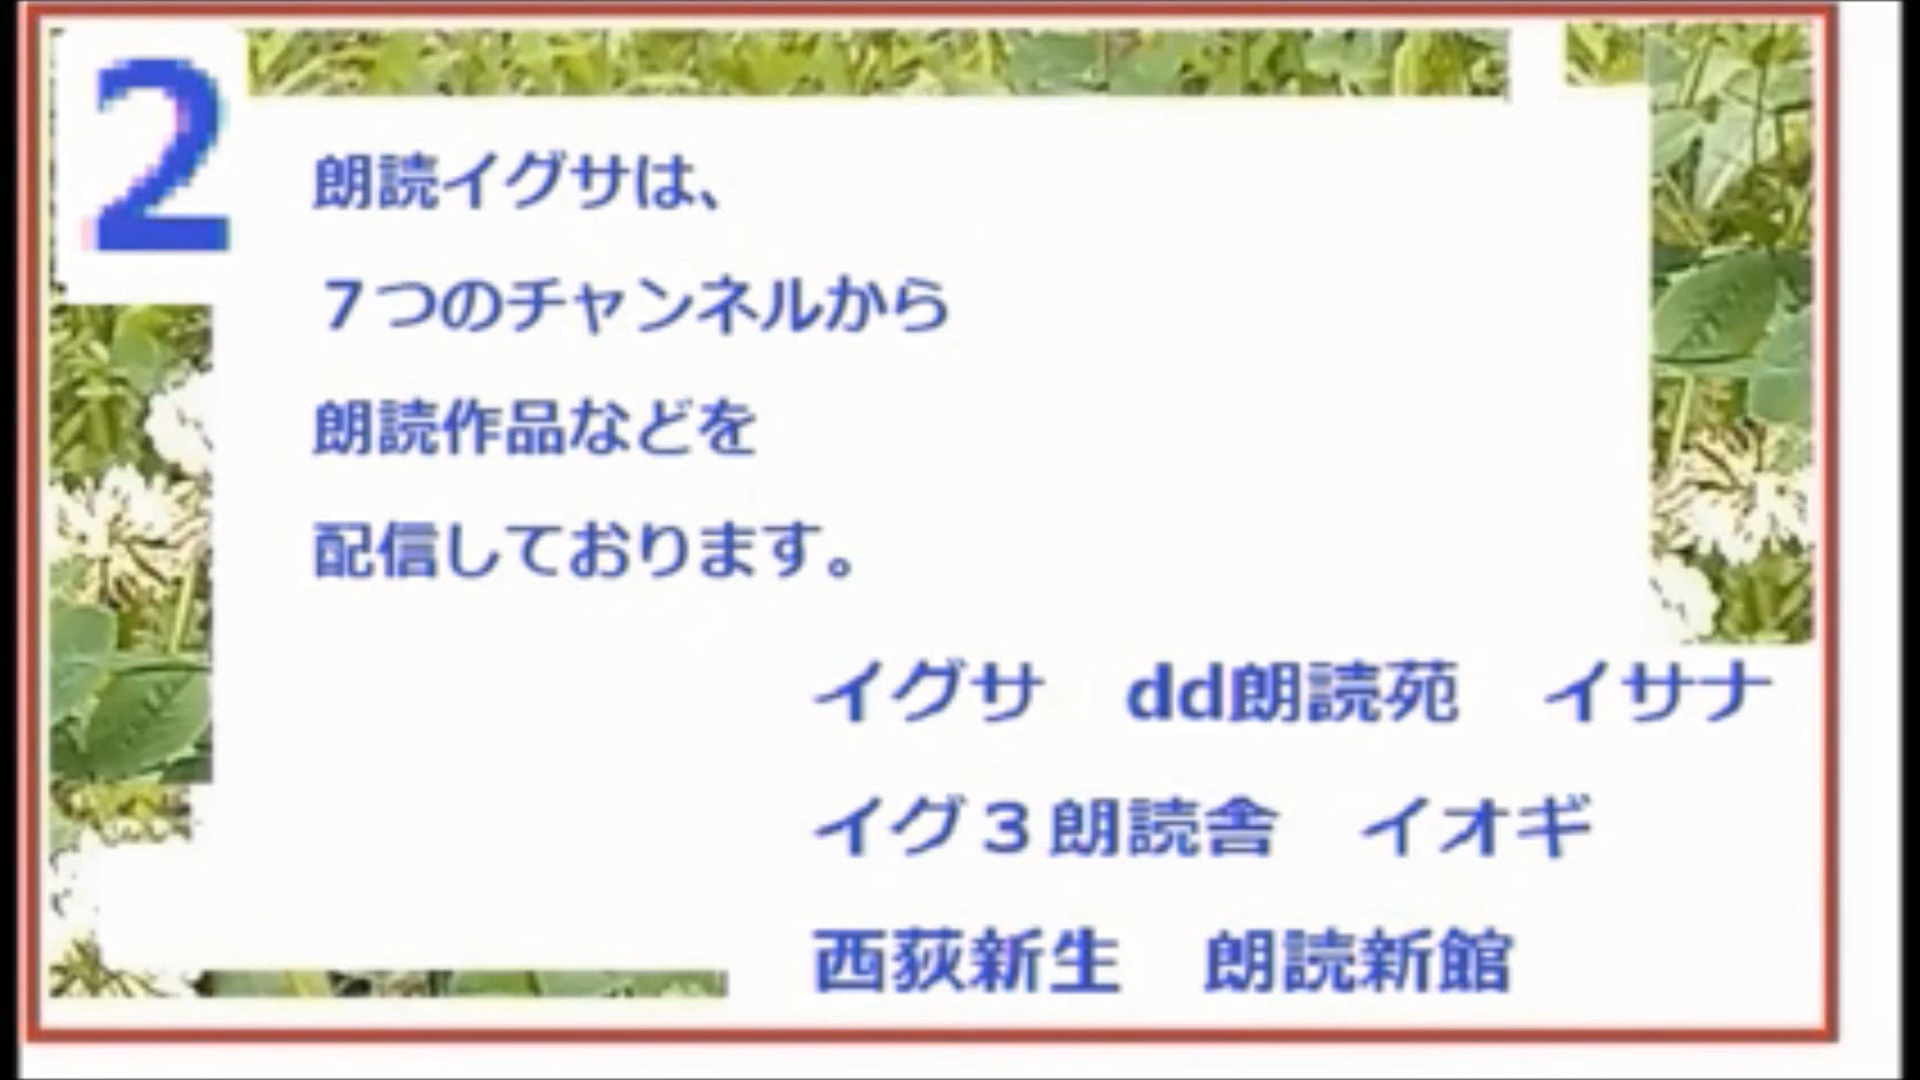 2
朗読イグサは、
７つのチャンネルから
朗読作品などを
配信しております。
イグサ　dd朗読苑　イサナ
イグ３朗読舎　イオギ
西荻新生　朗読新館